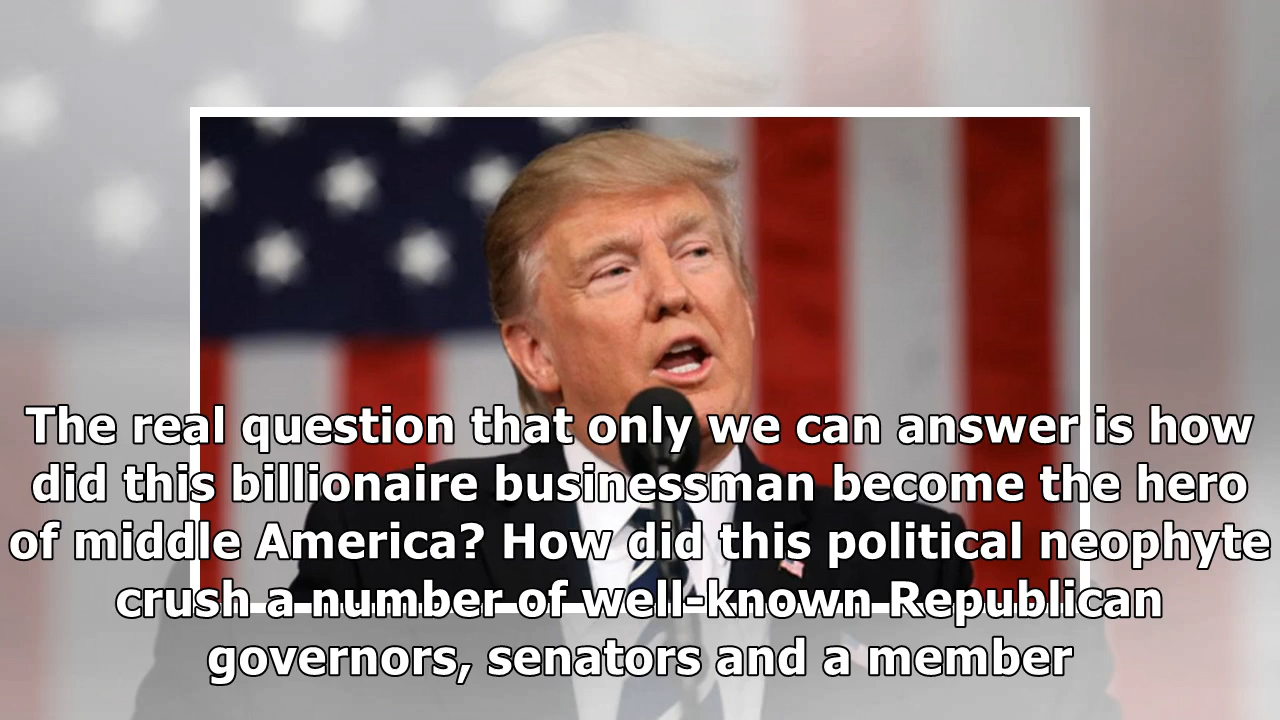 The real question that only we can answer is how
did this billionaire businessman become the hero
of middle America? How did this political neophyte
crush a number of well-known Republican
governors, senators and a member